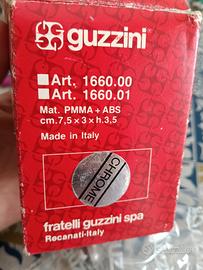 guzzini
Art. 1660.00
Art. 1660.01
Mat. PMMA + ABS
cm. 7,5 x 3 x h. 3,5
Made in Italy
CHROME
fratelli guzzini spa
Recanati-Italy